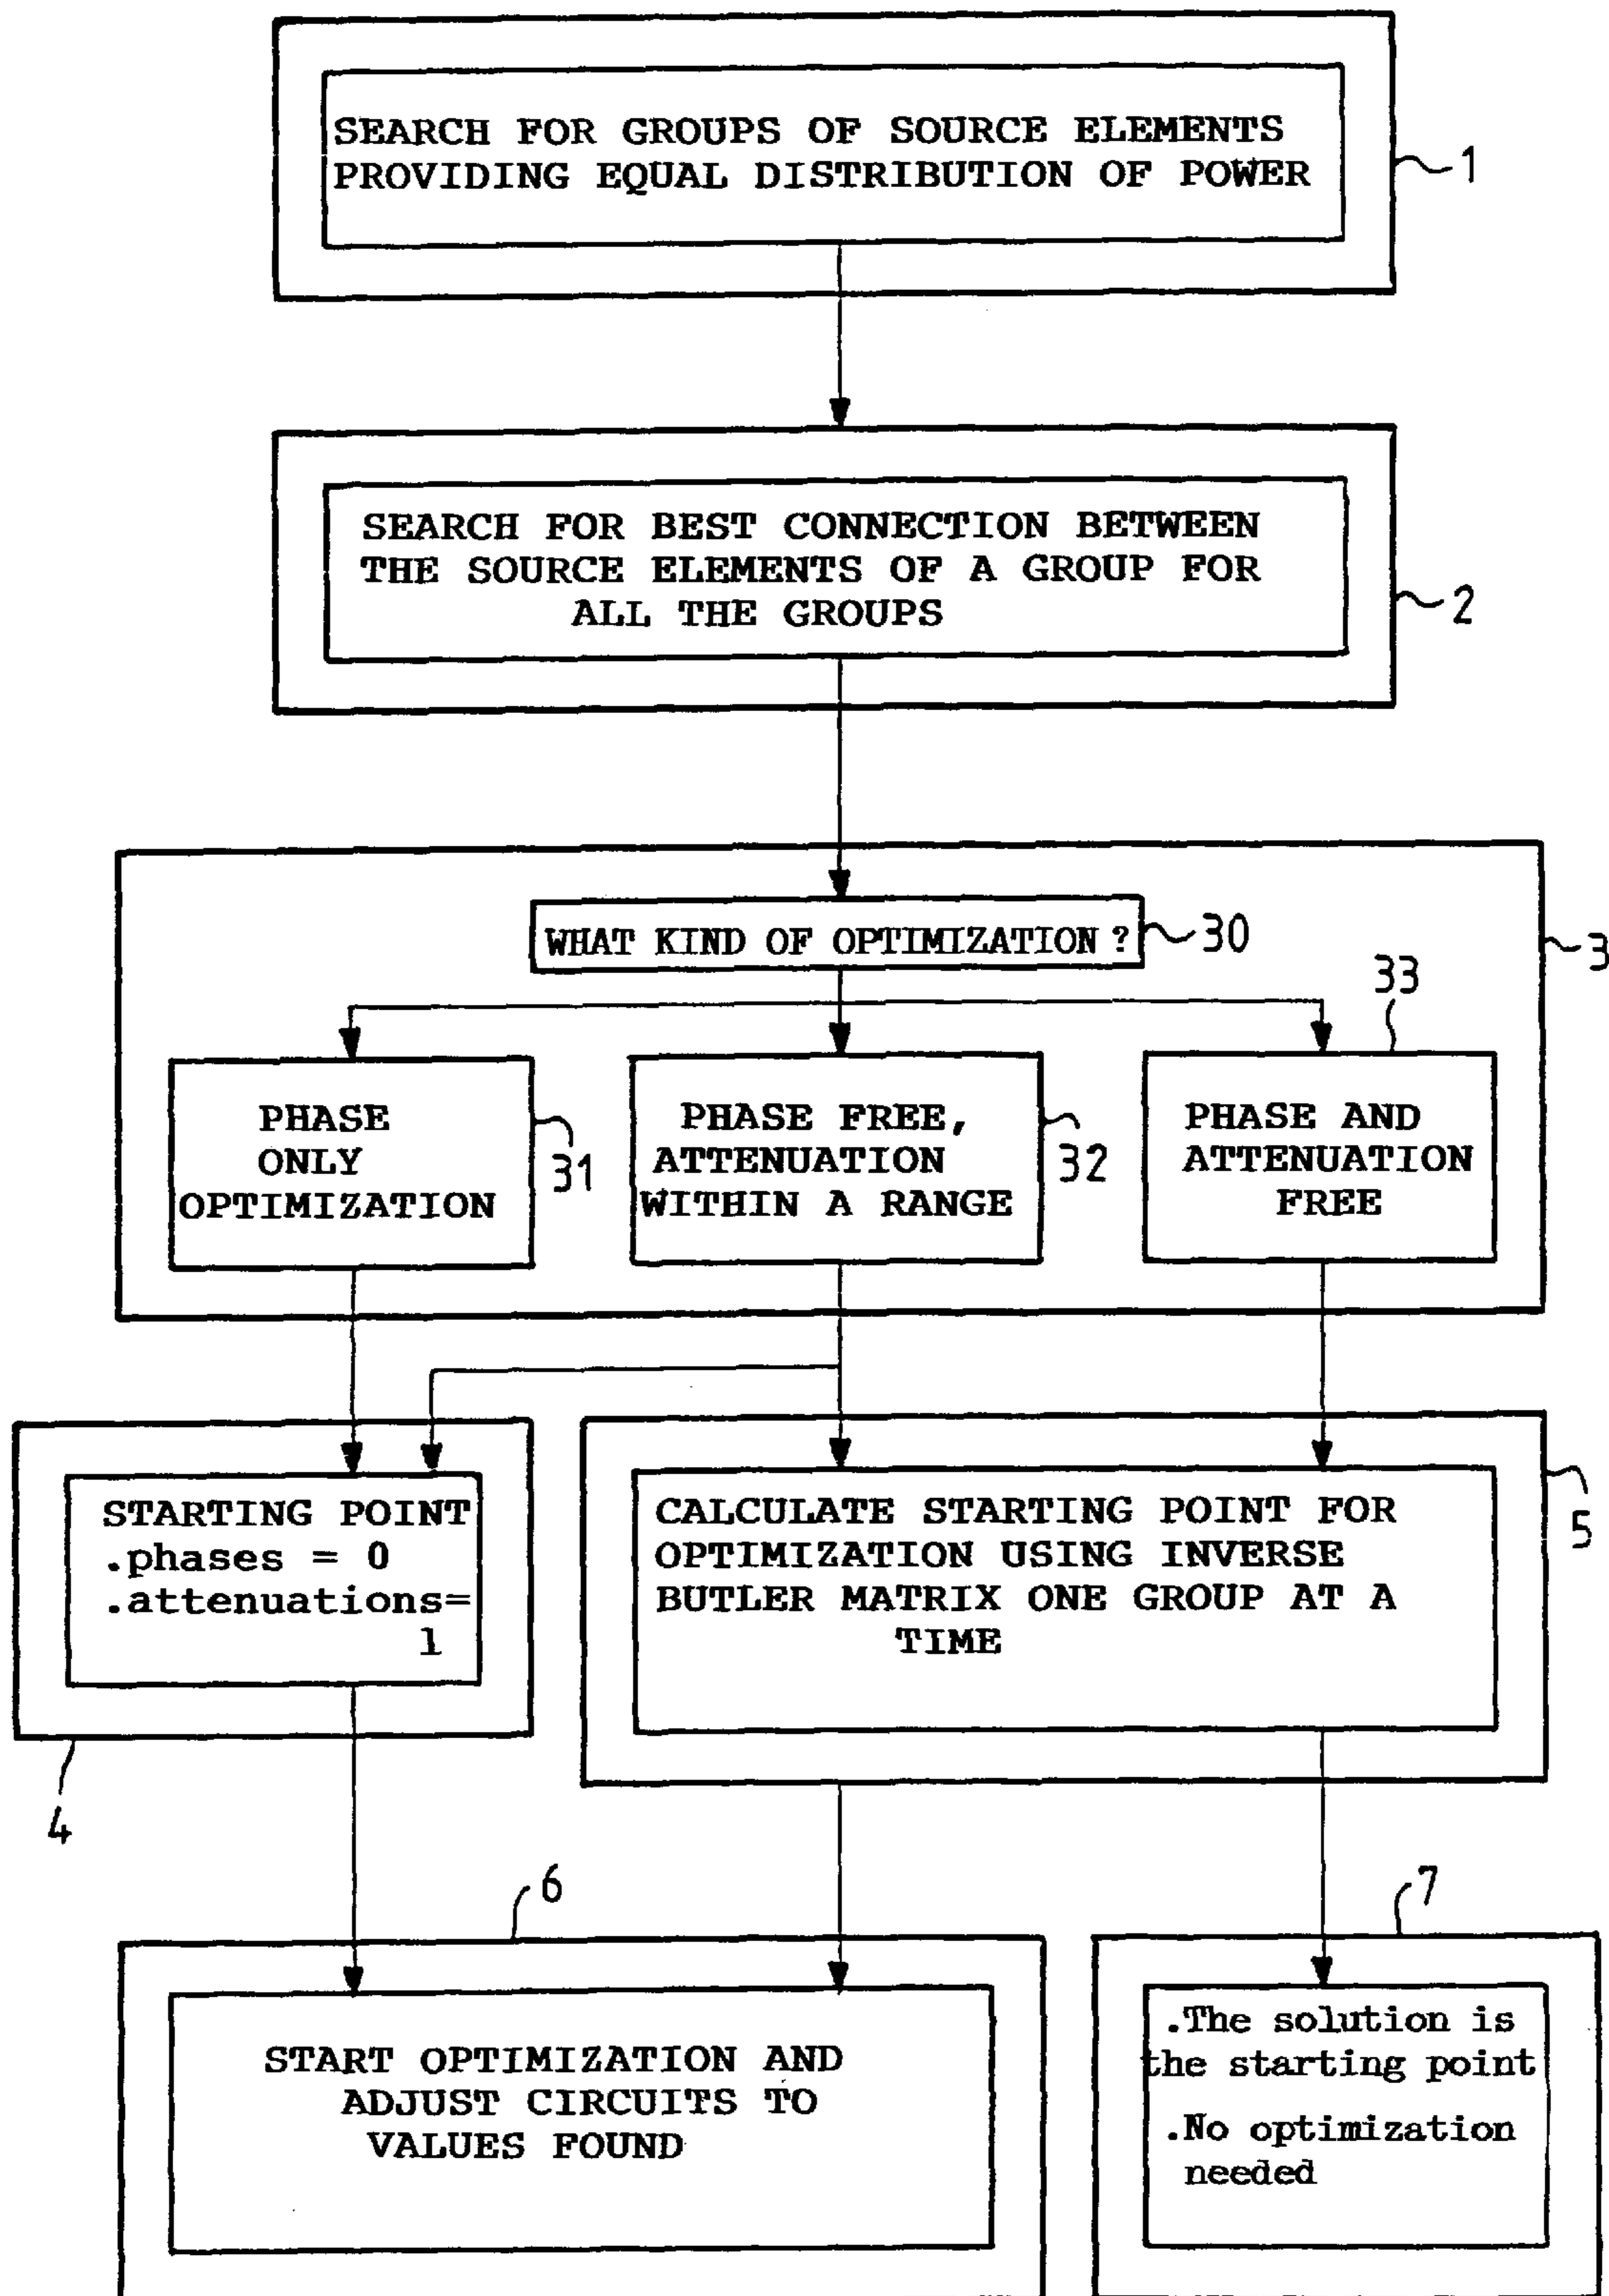 SEARCH FOR GROUPS OF SOURCE ELEMENTS
PROVIDING EQUAL DISTRIBUTION OF POWER
1
SEARCH FOR BEST CONNECTION BETWEEN
THE SOURCE ELEMENTS OF A GROUP FOR
ALL THE GROUPS
2
WHAT KIND OF OPTIMIZATION ?
30
3
33
PHASE
ONLY
OPTIMIZATION
31
PHASE FREE,
ATTENUATION
WITHIN A RANGE
32
PHASE AND
ATTENUATION
FREE
STARTING POINT
.phases = 0
.attenuations=
1
4
CALCULATE STARTING POINT FOR
OPTIMIZATION USING INVERSE
BUTLER MATRIX ONE GROUP AT A
TIME
5
6
START OPTIMIZATION AND
ADJUST CIRCUITS TO
VALUES FOUND
7
.The solution is
the starting point
.No optimization
needed